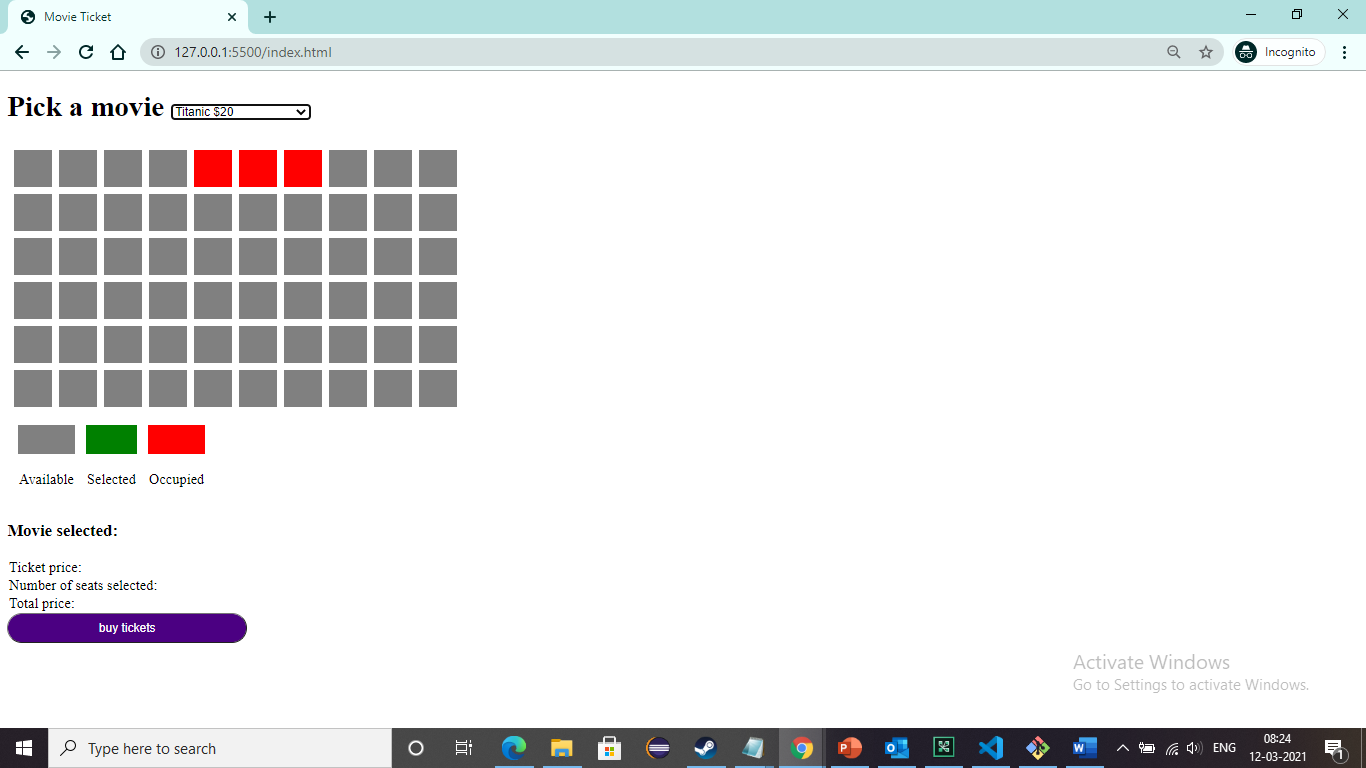 Movie Ticket
127.0.0.1:5500/index.html
Incognito
Pick a movie Titanic $20
Available Selected Occupied
Movie selected:
Ticket price:
Number of seats selected:
Total price:
buy tickets
Activate Windows
Go to Settings to activate Windows.
Type here to search
ENG
08:24
12-03-2021
1